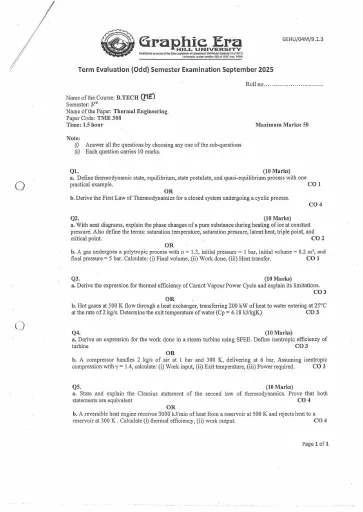 GEHU/04M/9.1.3
Graphic Era
HILL UNIVERSITY
Term Evaluation (Odd) Semester Examination September 2025
Roll no.............................
Name of the Course: B.TECH (ME)
Semester: 3rd
Name of the Paper: Thermal Engineering
Paper Code: TME 308
Time: 1.5 hour Maximum Marks 50
Note:
(i) Answer all the questions by choosing any one of the sub-questions
(ii) Each question carries 10 marks.
Q1. (10 Marks)
a. Define thermodynamic state, equilibrium, state postulate, and quasi-equilibrium process with one
practical example. CO 1
OR
b. Derive the First Law of Thermodynamics for a closed system undergoing a cyclic process.
CO 4
Q2. (10 Marks)
a. With neat diagrams, explain the phase changes of a pure substance during heating of ice at constant
pressure. Also define the terms: saturation temperature, saturation pressure, latent heat, triple point, and
critical point. CO 2
OR
b. A gas undergoes a polytropic process with n = 1.3, initial pressure = 1 bar, initial volume = 0.2 m³, and
final pressure = 5 bar. Calculate: (i) Final volume, (ii) Work done, (iii) Heat transfer. CO 1
Q3. (10 Marks)
a. Derive the expression for thermal efficiency of Carnot Vapour Power Cycle and explain its limitations.
CO 3
OR
b. Hot gases at 500 K flow through a heat exchanger, transferring 200 kW of heat to water entering at 25°C
at the rate of 2 kg/s. Determine the exit temperature of water (Cp = 4.18 kJ/kgK) CO 3
Q4. (10 Marks)
a. Derive an expression for the work done in a steam turbine using SFEE. Define isentropic efficiency of
turbine CO 3
OR
b. A compressor handles 2 kg/s of air at 1 bar and 300 K, delivering at 6 bar. Assuming isentropic
compression with γ = 1.4, calculate: (i) Work input, (ii) Exit temperature, (iii) Power required. CO 3
Q5. (10 Marks)
a. State and explain the Clausius statement of the second law of thermodynamics. Prove that both
statements are equivalent CO 4
OR
b. A reversible heat engine receives 3000 kJ/min of heat from a reservoir at 500 K and rejects heat to a
reservoir at 300 K . Calculate (i) thermal efficiency, (ii) work output. CO 4
Page 1 of 1